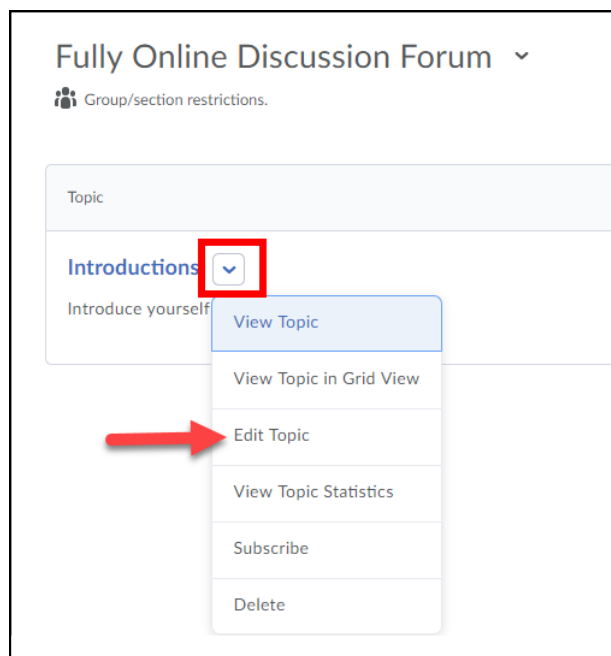 Fully Online Discussion Forum
Group/section restrictions.
Topic
Introductions
Introduce yourself
View Topic
View Topic in Grid View
Edit Topic
View Topic Statistics
Subscribe
Delete